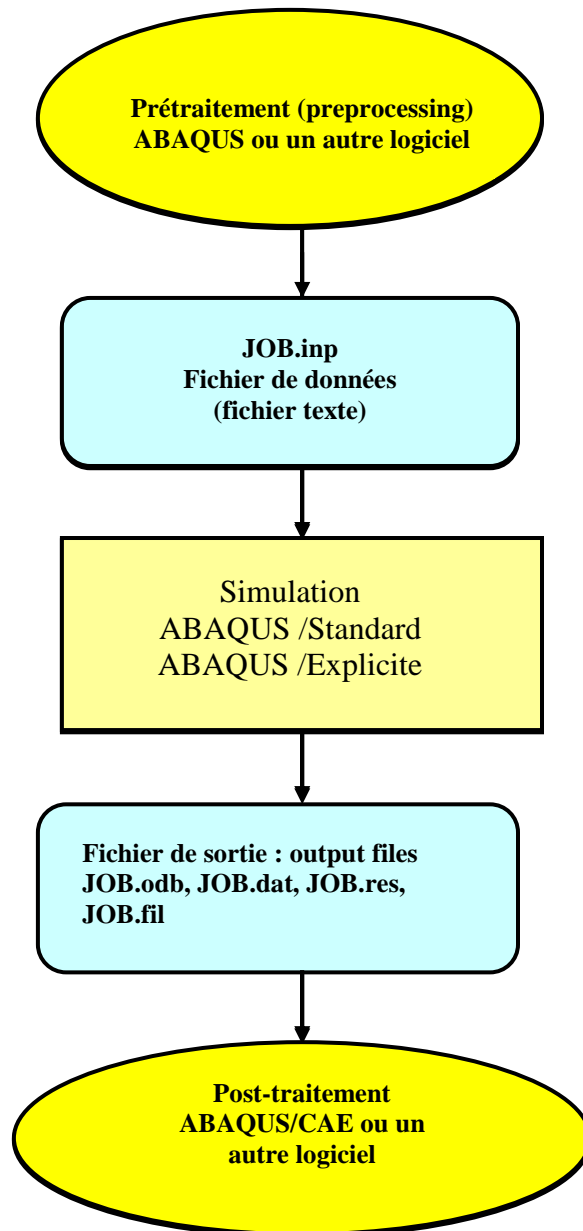 Prétraitement (preprocessing)
ABAQUS ou un autre logiciel
JOB.inp
Fichier de données
(fichier texte)
Simulation
ABAQUS /Standard
ABAQUS /Explicite
Fichier de sortie : output files
JOB.odb, JOB.dat, JOB.res,
JOB.fil
Post-traitement
ABAQUS/CAE ou un
autre logiciel